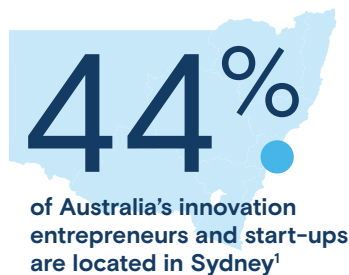 44%
of Australia's innovation
entrepreneurs and start-ups
are located in Sydney¹